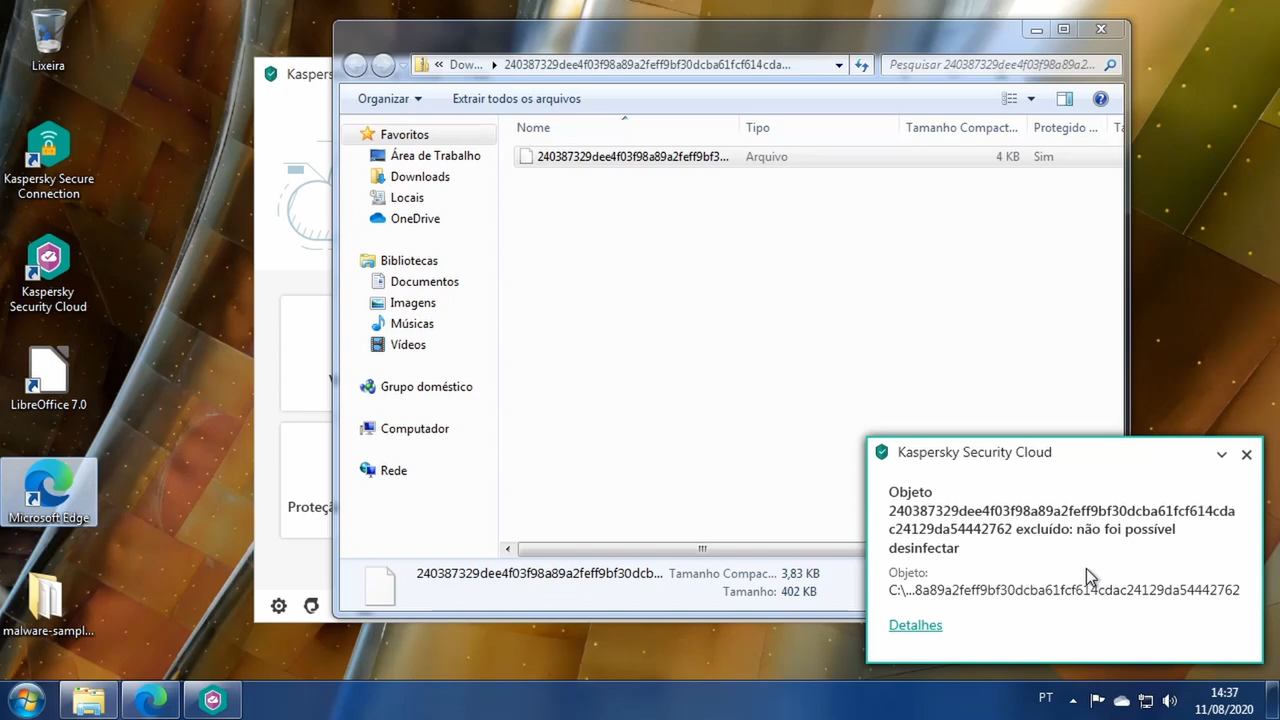 Lixeira
Kaspersky Secure
Connection
Kaspersky
Security Cloud
LibreOffice 7.0
Microsoft Edge
malware-sampl...
Kaspers
Proteçã
« Dow... 240387329dee4f03f98a89a2feff9bf30dcba61fcf614cda...
Pesquisar 240387329dee4f03f98a89a2...
Organizar
Extrair todos os arquivos
Nome Tipo Tamanho Compact... Protegido ...
240387329dee4f03f98a89a2feff9bf3... Arquivo 4 KB Sim
Favoritos
Área de Trabalho
Downloads
Locais
OneDrive
Bibliotecas
Documentos
Imagens
Músicas
Vídeos
Grupo doméstico
Computador
Rede
240387329dee4f03f98a89a2feff9bf30dcb... Tamanho Compac... 3,83 KB
Tamanho: 402 KB
Kaspersky Security Cloud
Objeto
240387329dee4f03f98a89a2feff9bf30dcba61fcf614cda
c24129da54442762 excluído: não foi possível
desinfectar
Objeto:
C:\...8a89a2feff9bf30dcba61fcf614cdac24129da54442762
Detalhes
PT
14:37
11/08/2020